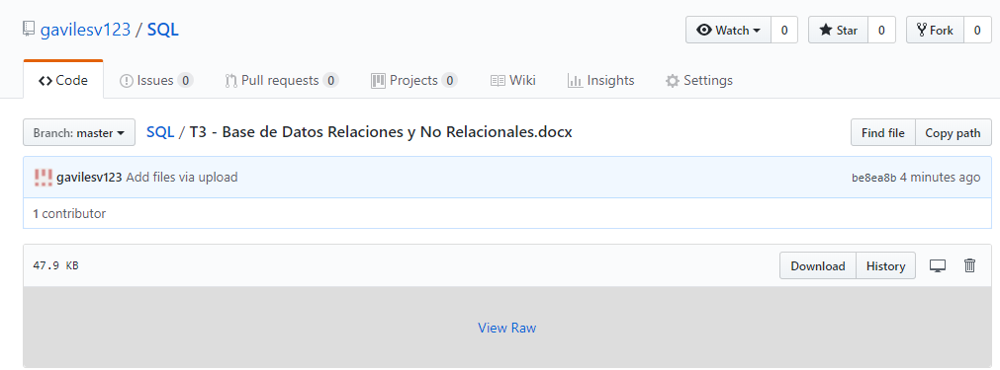 gavilesv123 / SQL
Watch 0 Star 0 Fork 0
Code Issues 0 Pull requests 0 Projects 0 Wiki Insights Settings
Branch: master SQL / T3 - Base de Datos Relaciones y No Relacionales.docx Find file Copy path
gavilesv123 Add files via upload be8ea8b 4 minutes ago
1 contributor
47.9 KB Download History
View Raw